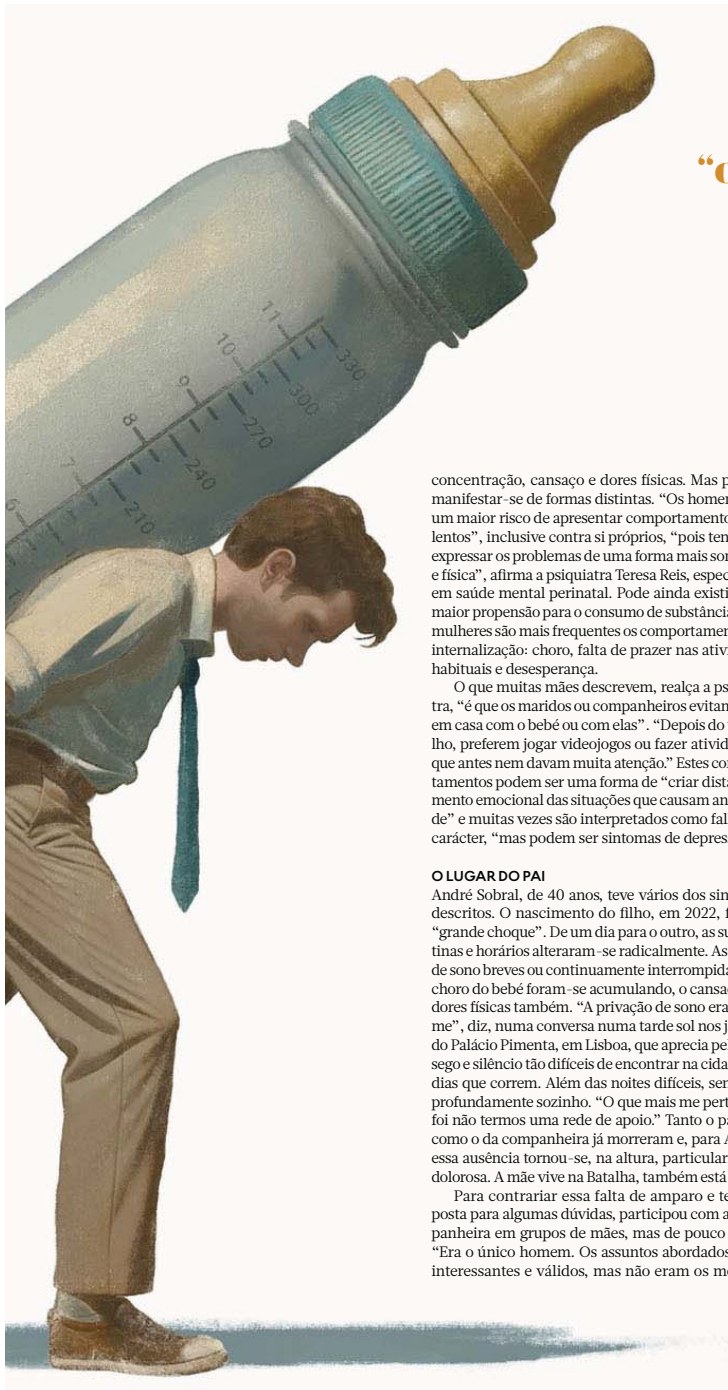 11
10
9
8
7
6
330
300
270
240
210
“
concentração, cansaço e dores físicas. Mas p
manifestar-se de formas distintas. “Os home
um maior risco de apresentar comportamento
lentos”, inclusive contra si próprios, “pois ten
expressar os problemas de uma forma mais so
e física”, afirma a psiquiatra Teresa Reis, espec
em saúde mental perinatal. Pode ainda existi
maior propensão para o consumo de substância
mulheres são mais frequentes os comportamen
internalização: choro, falta de prazer nas ativ
habituais e desesperança.
O que muitas mães descrevem, realça a ps
tra, “é que os maridos ou companheiros evitan
em casa com o bebé ou com elas”. “Depois do
lho, preferem jogar videojogos ou fazer ativid
que antes nem davam muita atenção.” Estes co
tamentos podem ser uma forma de “criar dista
mento emocional das situações que causam an
de” e muitas vezes são interpretados como fal
carácter, “mas podem ser sintomas de depres
O LUGAR DO PAI
André Sobral, de 40 anos, teve vários dos sin
descritos. O nascimento do filho, em 2022, f
“grande choque”. De um dia para o outro, as su
tinas e horários alteraram-se radicalmente. As
de sono breves ou continuamente interrompida
choro do bebé foram-se acumulando, o cansaç
dores físicas também. “A privação de sono era
me”, diz, numa conversa numa tarde sol nos j
do Palácio Pimenta, em Lisboa, que aprecia pe
sego e silêncio tão difíceis de encontrar na cida
dias que correm. Além das noites difíceis, sen
profundamente sozinho. “O que mais me pert
foi não termos uma rede de apoio.” Tanto o pa
como o da companheira já morreram e, para A
essa ausência tornou-se, na altura, particular
dolorosa. A mãe vive na Batalha, também está
Para contrariar essa falta de amparo e te
posta para algumas dúvidas, participou com a
panheira em grupos de mães, mas de pouco
“Era o único homem. Os assuntos abordados
interessantes e válidos, mas não eram os me